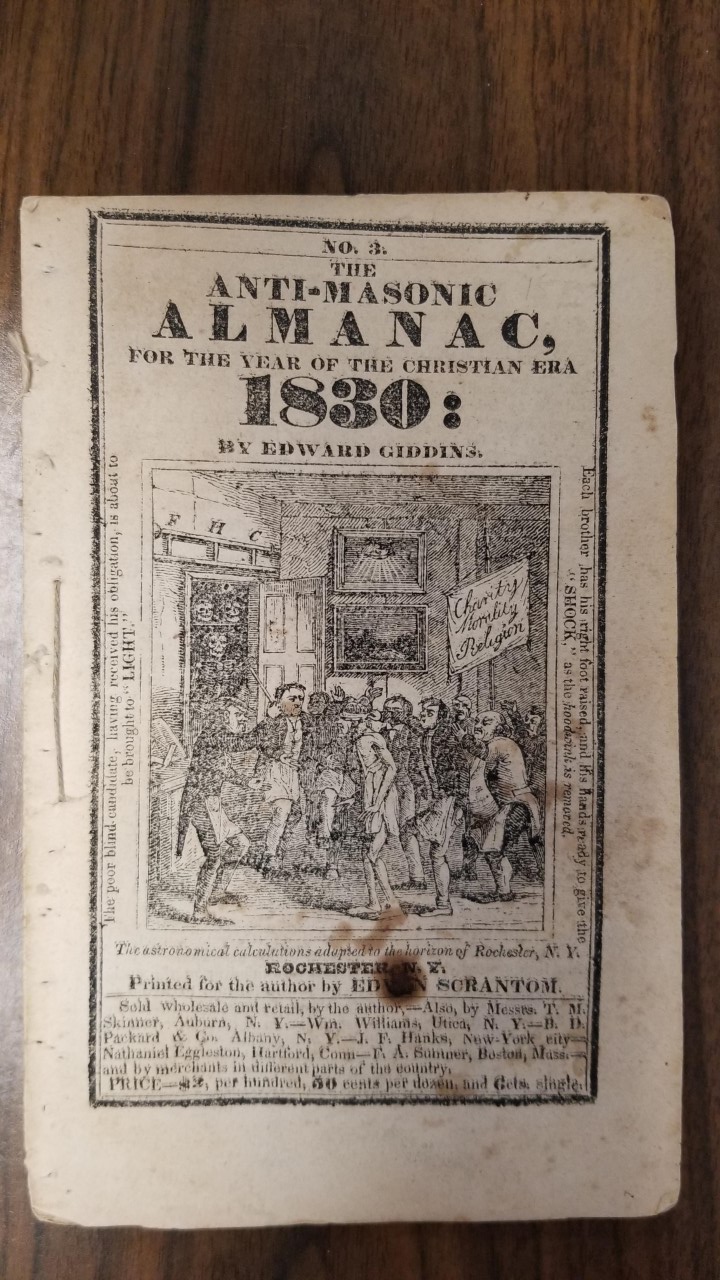 NO. 3.
THE
ANTI-MASONIC
ALMANAC,
FOR THE YEAR OF THE CHRISTIAN ERA
1830:
BY EDWARD GIDDINS.
The poor blind candidate, having received his obligation, is about to
be brought to "LIGHT."
F H C
Charity
Morality
Religion
Each brother has his right foot raised, and his hands ready to give the
"SHOCK," as the hoodwink is removed.
The astronomical calculations adapted to the horizon of Rochester, N. Y.
ROCHESTER, N. Y.
Printed for the author by EDWIN SCRANTOM.
Sold wholesale and retail, by the author,—Also, by Messrs. T. M.
Skinner, Auburn, N. Y.—Wm. Williams, Utica, N. Y.—B. D.
Packard & Co. Albany, N. Y.—J. F. Hanks, New-York city—
Nathaniel Eggleston, Hartford, Conn—F. A. Sumner, Boston, Mass.—
and by merchants in different parts of the country.
PRICE—$2, per hundred, 50 cents per dozen, and 6cts. single.